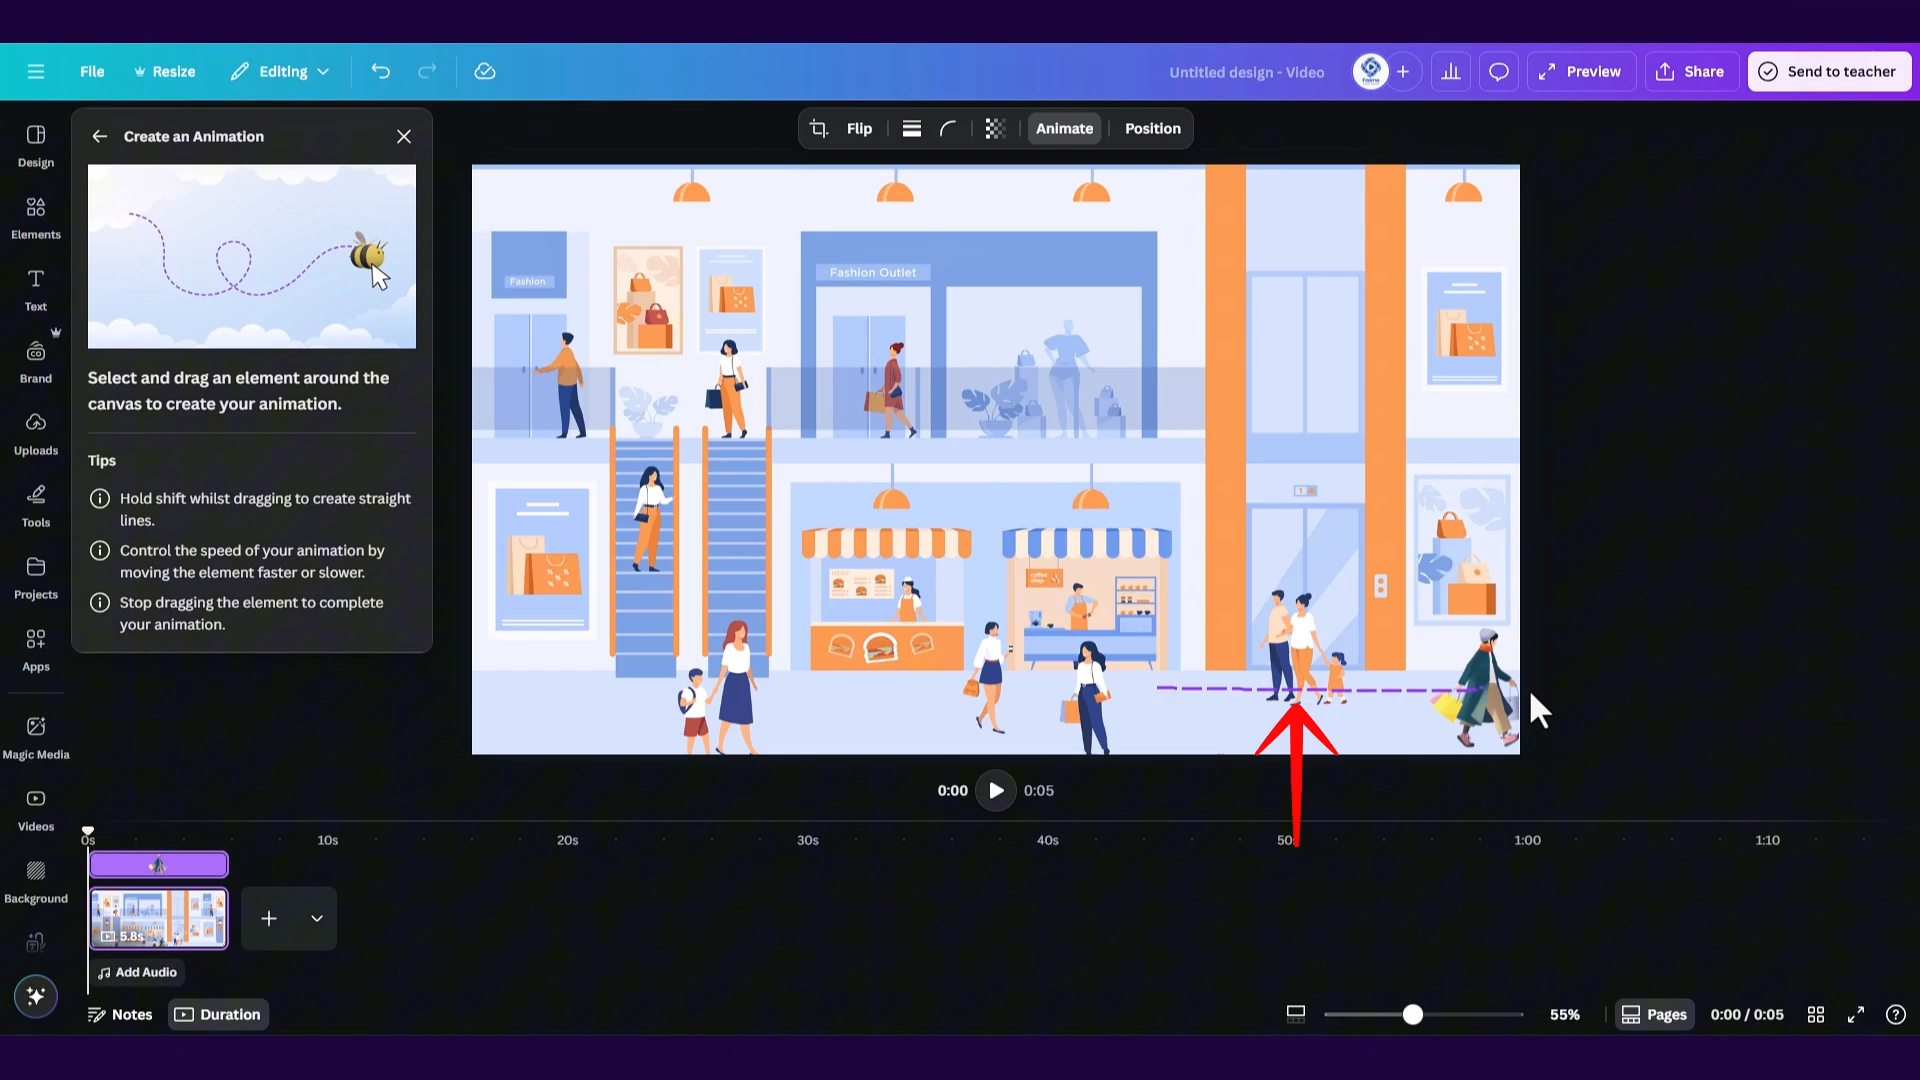 File
Resize
Editing
Untitled design - Video
Preview
Share
Send to teacher
Design
Elements
Text
Brand
Uploads
Tools
Projects
Apps
Magic Media
Videos
Background
Create an Animation
Select and drag an element around the
canvas to create your animation.
Tips
Hold shift whilst dragging to create straight
lines.
Control the speed of your animation by
moving the element faster or slower.
Stop dragging the element to complete
your animation.
Flip
Animate
Position
Fashion
Fashion Outlet
MENU
coffee
shop
1
0:00
0:05
0s
10s
20s
30s
40s
50s
1:00
1:10
5.8s
Add Audio
Notes
Duration
55%
Pages
0:00 / 0:05